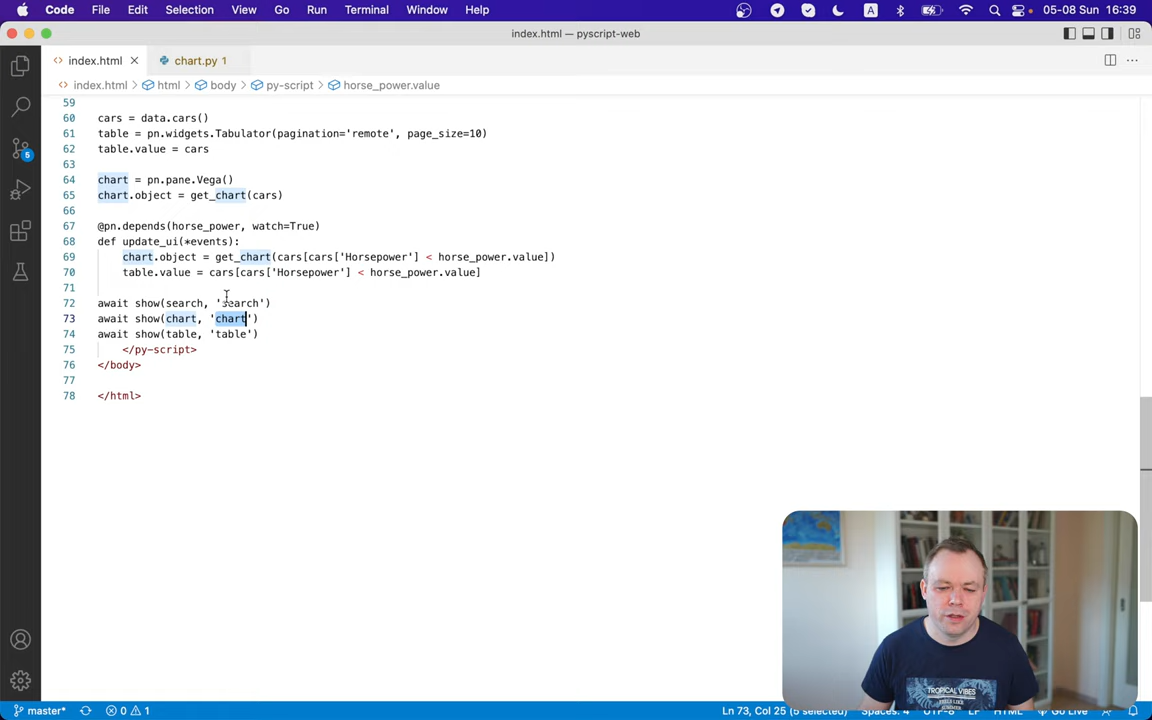 Code File Edit Selection View Go Run Terminal Window Help A 05-08 Sun 16:39
index.html — pyscript-web
index.html chart.py 1
index.html html body py-script horse_power.value
59
60 cars = data.cars()
61 table = pn.widgets.Tabulator(pagination='remote', page_size=10)
62 table.value = cars
63
64 chart = pn.pane.Vega()
65 chart.object = get_chart(cars)
66
67 @pn.depends(horse_power, watch=True)
68 def update_ui(*events):
69 chart.object = get_chart(cars[cars['Horsepower'] < horse_power.value])
70 table.value = cars[cars['Horsepower'] < horse_power.value]
71
72 await show(search, 'search')
73 await show(chart, 'chart')
74 await show(table, 'table')
75 </py-script>
76 </body>
77
78 </html>
5
TROPICAL VIBES
master* 0 1 Ln 73, Col 25 (5 selected) Spaces: 4 UTF-8 LF HTML Go Live